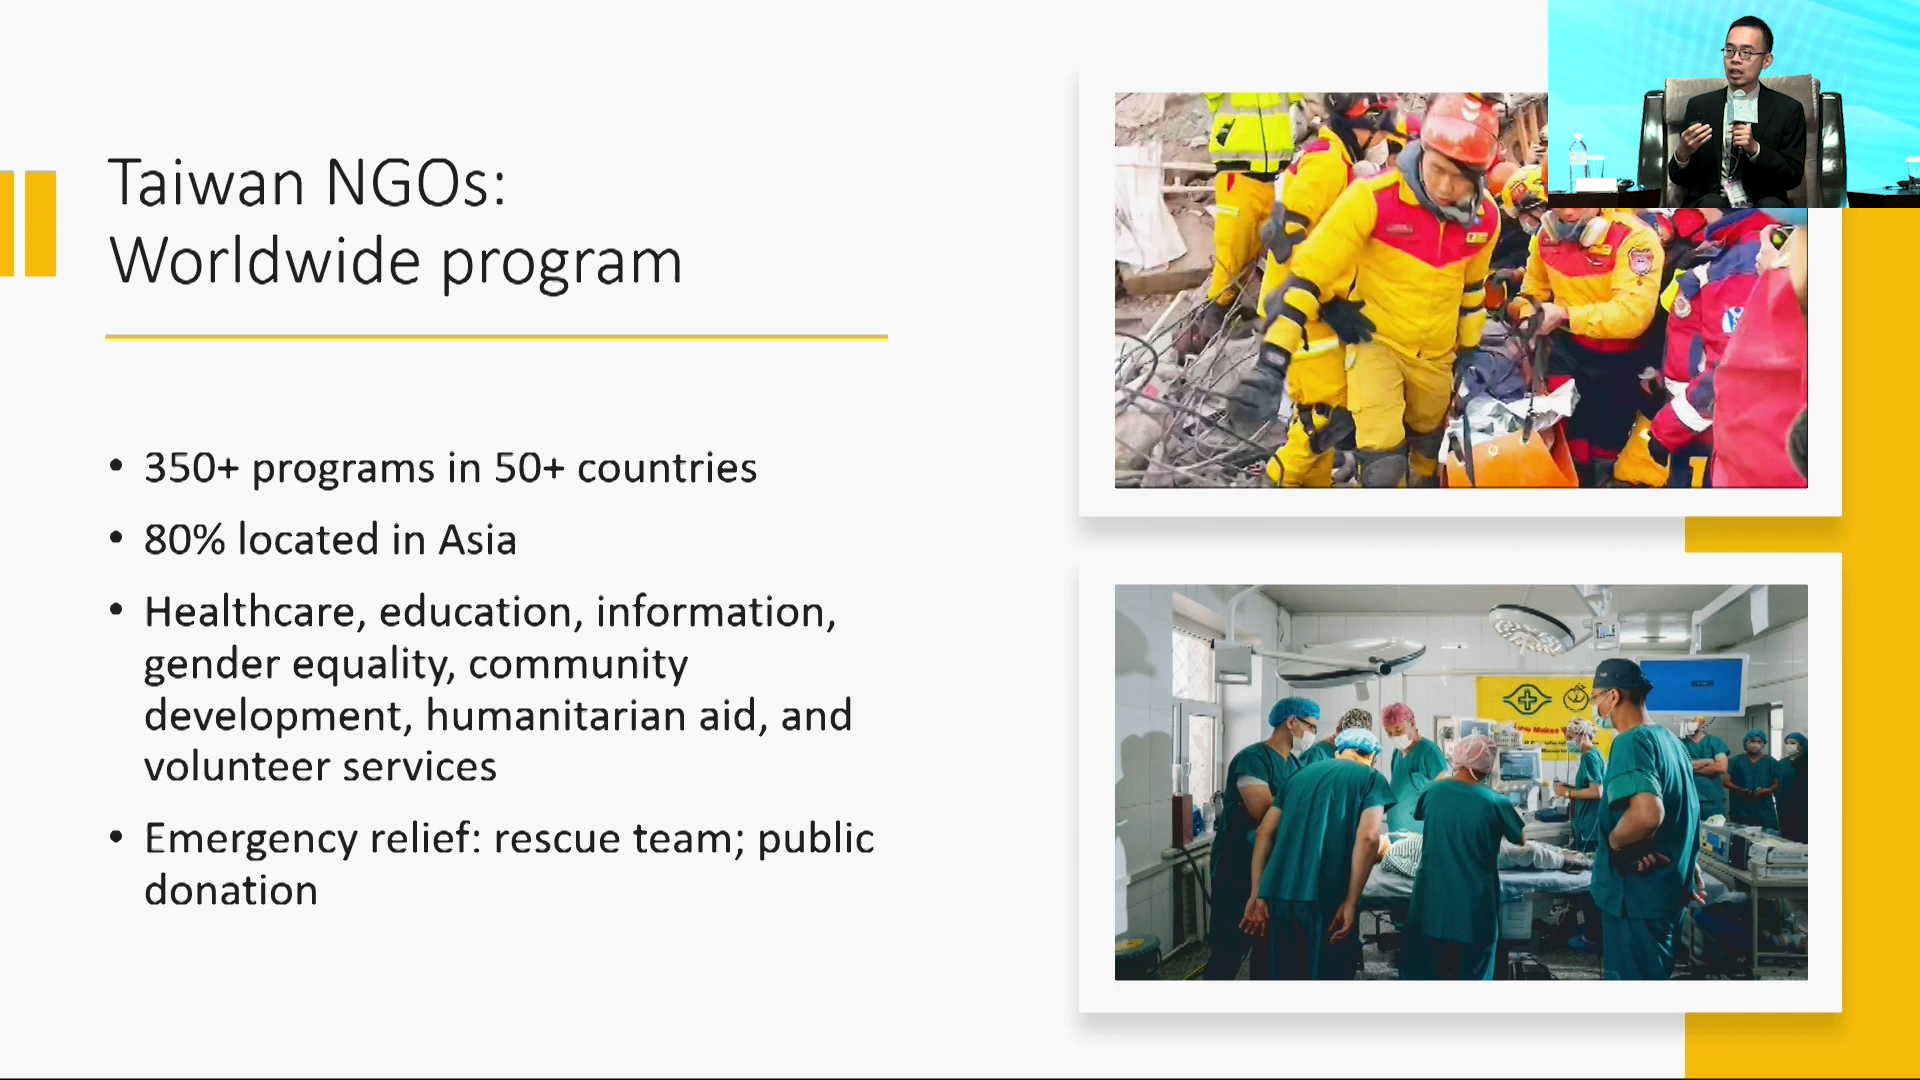 Taiwan NGOs:
Worldwide program
• 350+ programs in 50+ countries
• 80% located in Asia
• Healthcare, education, information,
gender equality, community
development, humanitarian aid, and
volunteer services
• Emergency relief: rescue team; public
donation